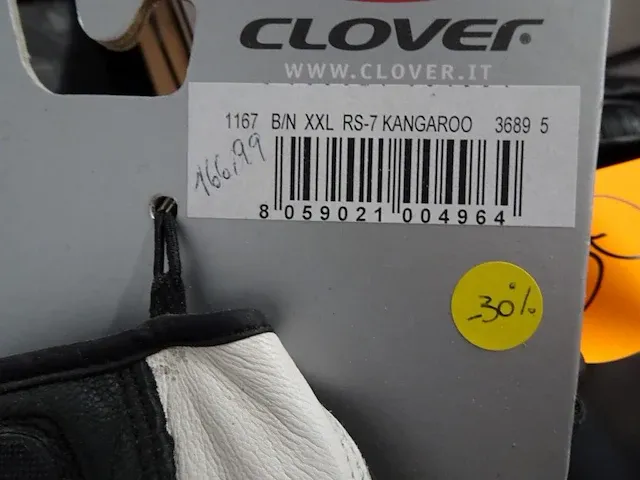 CLOVER
WWW.CLOVER.IT
1167 B/N XXL RS-7 KANGAROO 3689 5
166,99
8 059021 004964
-30%